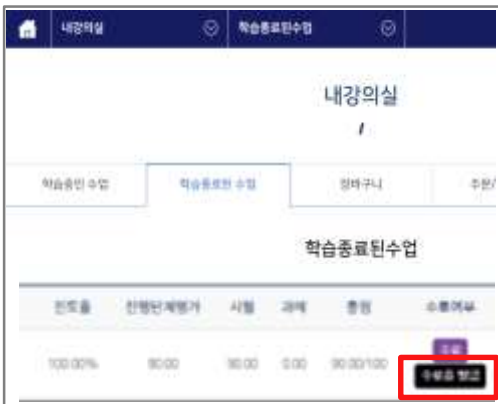 내강의실 학습종료된수업
내강의실
/
학습중인 수업 학습종료된 수업 장바구니 주문/
학습종료된수업
진도율 진행단계평가 시험 과제 총점 수료여부
100.00% 90.00 90.00 0.00 90.00/100 수료
수료증 발급